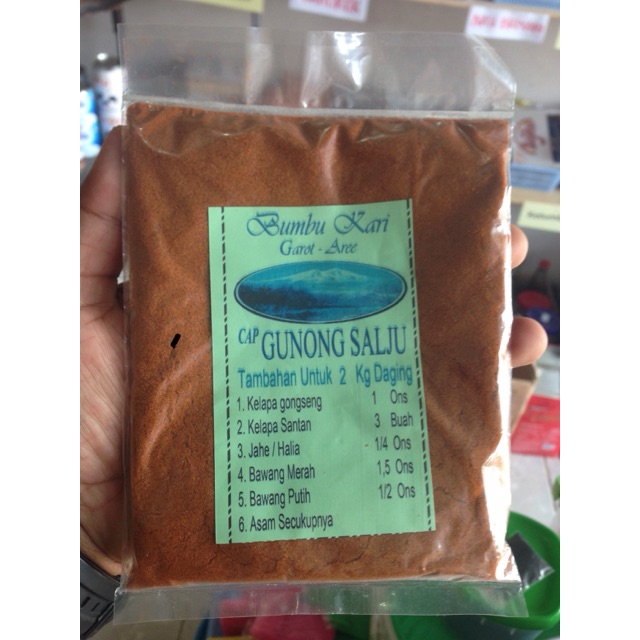 Bumbu Kari
Garot - Aree
CAP GUNONG SALJU
Tambahan Untuk 2 Kg Daging
1. Kelapa gongseng 1 Ons
2. Kelapa Santan 3 Buah
3. Jahe / Halia - 1/4 Ons
4. Bawang Merah 1,5 Ons
5. Bawang Putih 1/2 Ons
6. Asam Secukupnya